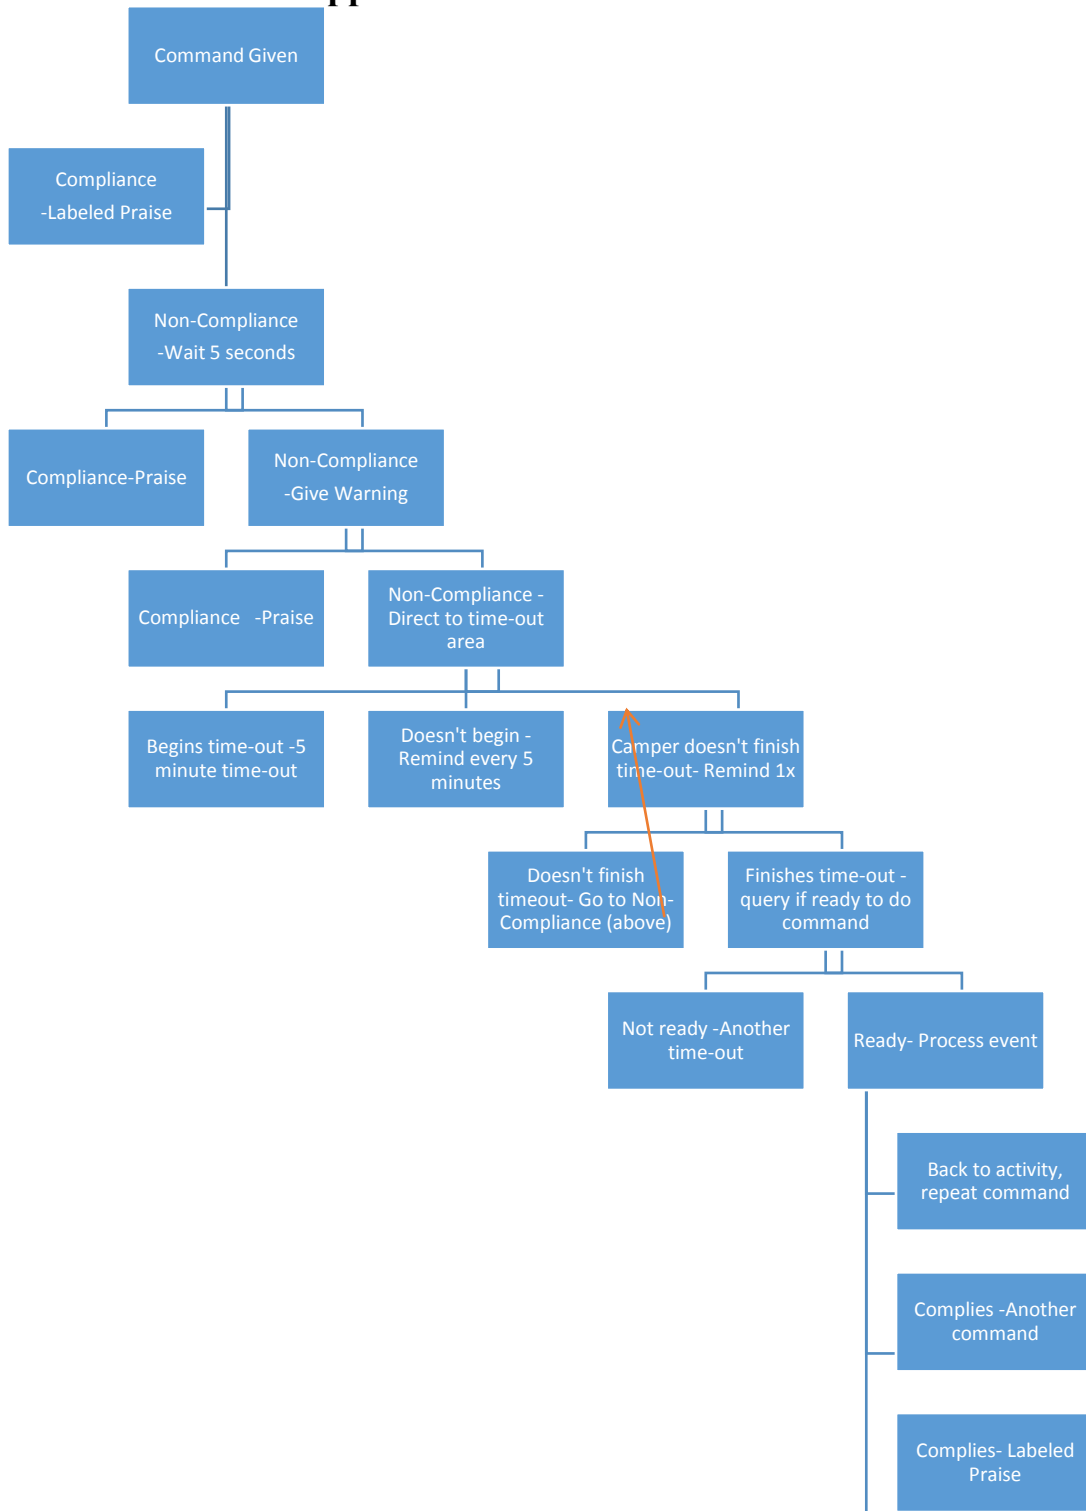 Command Given
Compliance
-Labeled Praise
Non-Compliance
-Wait 5 seconds
Compliance-Praise
Non-Compliance
-Give Warning
Compliance -Praise
Non-Compliance -
Direct to time-out
area
Begins time-out -5
minute time-out
Doesn't begin -
Remind every 5
minutes
Camper doesn't finish
time-out- Remind 1x
Doesn't finish
timeout- Go to Non-
Compliance (above)
Finishes time-out -
query if ready to do
command
Not ready -Another
time-out
Ready- Process event
Back to activity,
repeat command
Complies -Another
command
Complies- Labeled
Praise